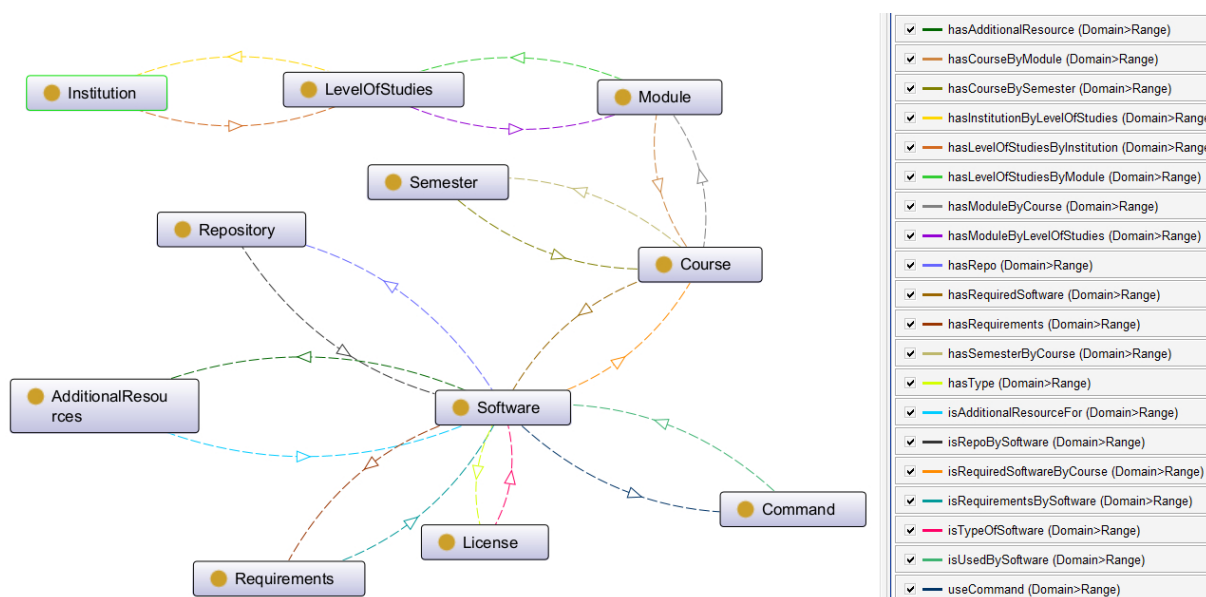 Institution
LevelOfStudies
Module
Semester
Repository
Course
AdditionalResou
rces
Software
Command
License
Requirements
hasAdditionalResource (Domain>Range)
hasCourseByModule (Domain>Range)
hasCourseBySemester (Domain>Range)
hasInstitutionByLevelOfStudies (Domain>Range
hasLevelOfStudiesByInstitution (Domain>Range
hasLevelOfStudiesByModule (Domain>Range)
hasModuleByCourse (Domain>Range)
hasModuleByLevelOfStudies (Domain>Range)
hasRepo (Domain>Range)
hasRequiredSoftware (Domain>Range)
hasRequirements (Domain>Range)
hasSemesterByCourse (Domain>Range)
hasType (Domain>Range)
isAdditionalResourceFor (Domain>Range)
isRepoBySoftware (Domain>Range)
isRequiredSoftwareByCourse (Domain>Range)
isRequirementsBySoftware (Domain>Range)
isTypeOfSoftware (Domain>Range)
isUsedBySoftware (Domain>Range)
useCommand (Domain>Range)